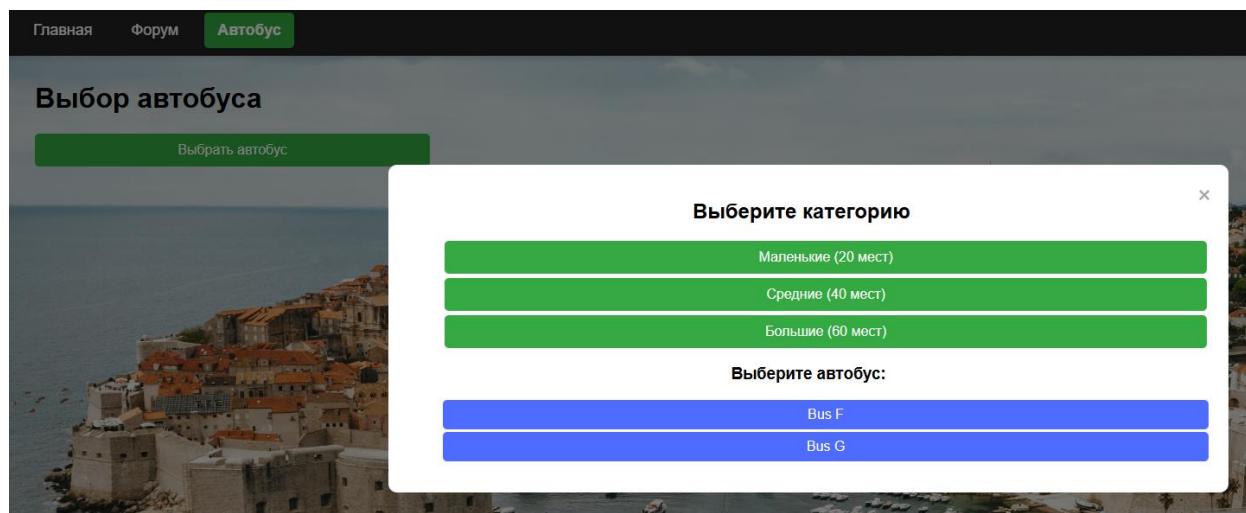 Главная Форум Автобус
Выбор автобуса
Выбрать автобус
×
Выберите категорию
Маленькие (20 мест)
Средние (40 мест)
Большие (60 мест)
Выберите автобус:
Bus F
Bus G